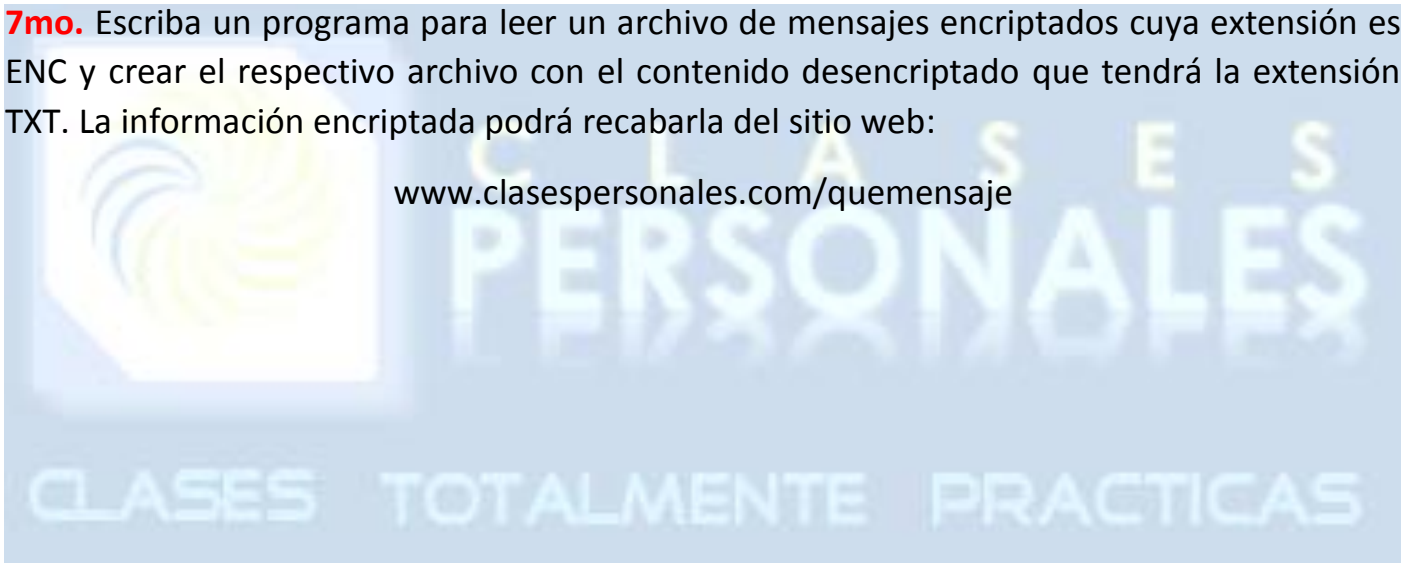 7mo. Escriba un programa para leer un archivo de mensajes encriptados cuya extensión es
ENC y crear el respectivo archivo con el contenido desencriptado que tendrá la extensión
TXT. La información encriptada podrá recabarla del sitio web:
www.clasespersonales.com/quemensaje
CLASES
PERSONALES
CLASES TOTALMENTE PRACTICAS